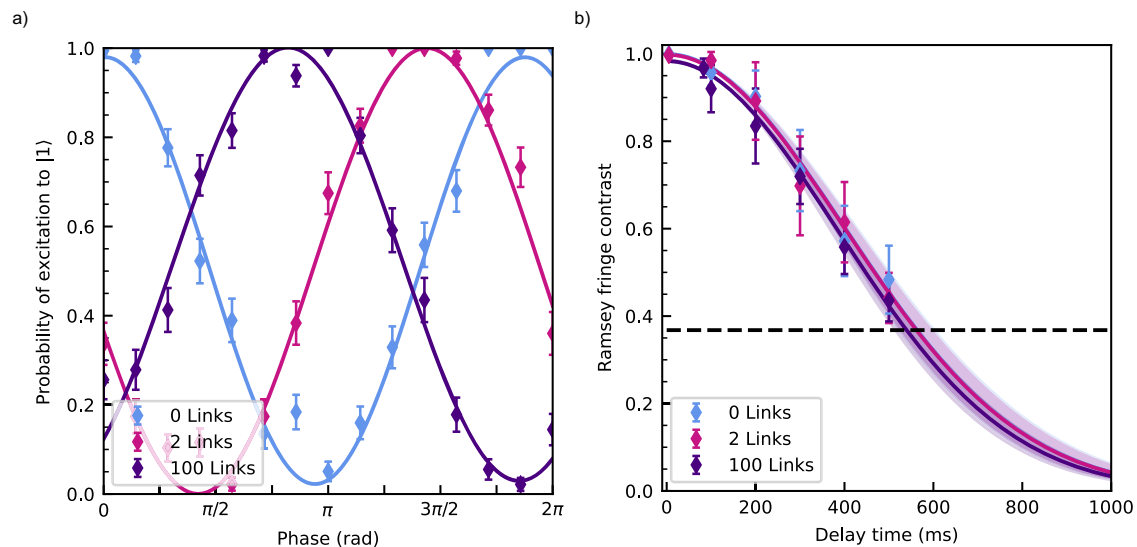 a)
1.0
0.8
0.6
0.4
0.2
0.0
Probability of excitation to |1⟩
0 Links
2 Links
100 Links
0
π/2
π
3π/2
2π
Phase (rad)
b)
1.0
0.8
0.6
0.4
0.2
0.0
Ramsey fringe contrast
0 Links
2 Links
100 Links
0
200
400
600
800
1000
Delay time (ms)